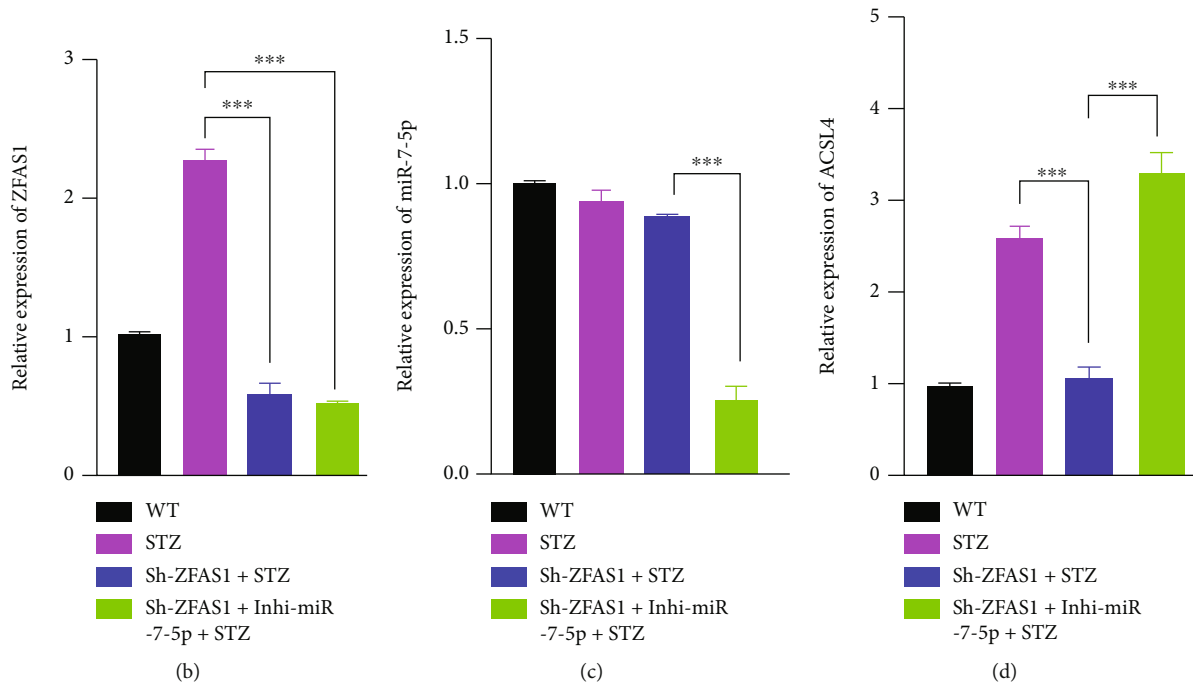 Relative expression of ZFAS1
3
2
1
0
***
***
WT
STZ
Sh-ZFAS1 + STZ
Sh-ZFAS1 + Inhi-miR
-7-5p + STZ
(b)
Relative expression of miR-7-5p
1.5
1.0
0.5
0.0
***
WT
STZ
Sh-ZFAS1 + STZ
Sh-ZFAS1 + Inhi-miR
-7-5p + STZ
(c)
Relative expression of ACSL4
5
4
3
2
1
0
***
***
WT
STZ
Sh-ZFAS1 + STZ
Sh-ZFAS1 + Inhi-miR
-7-5p + STZ
(d)